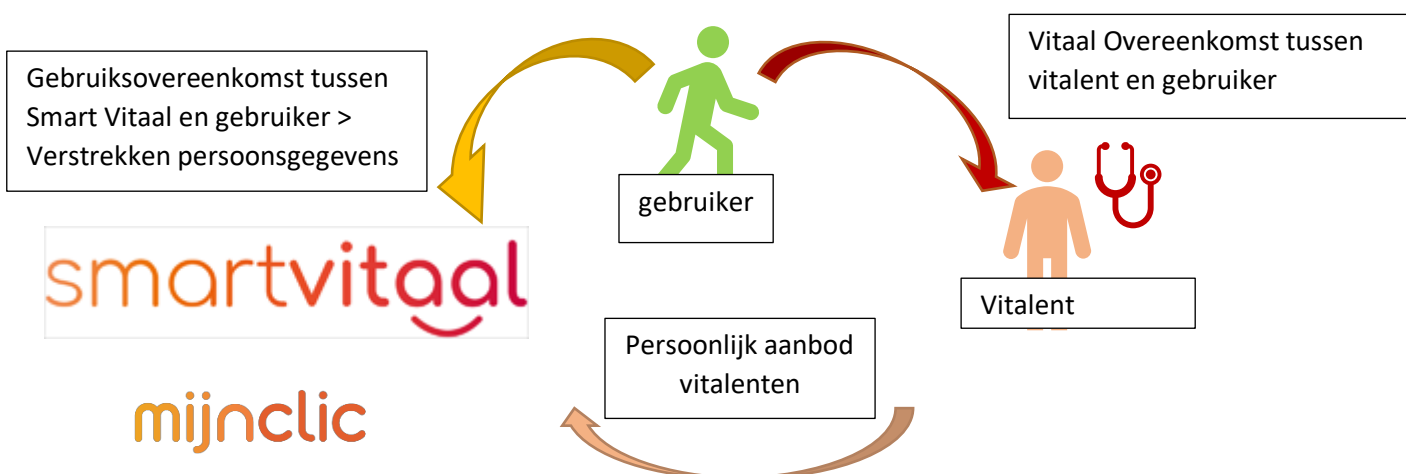 Gebruiksovereenkomst tussen
Smart Vitaal en gebruiker >
Verstrekken persoonsgegevens
Vitaal Overeenkomst tussen
vitalent en gebruiker
gebruiker
smartvitaal
Vitalent
Persoonlijk aanbod
vitalenten
mijnclic